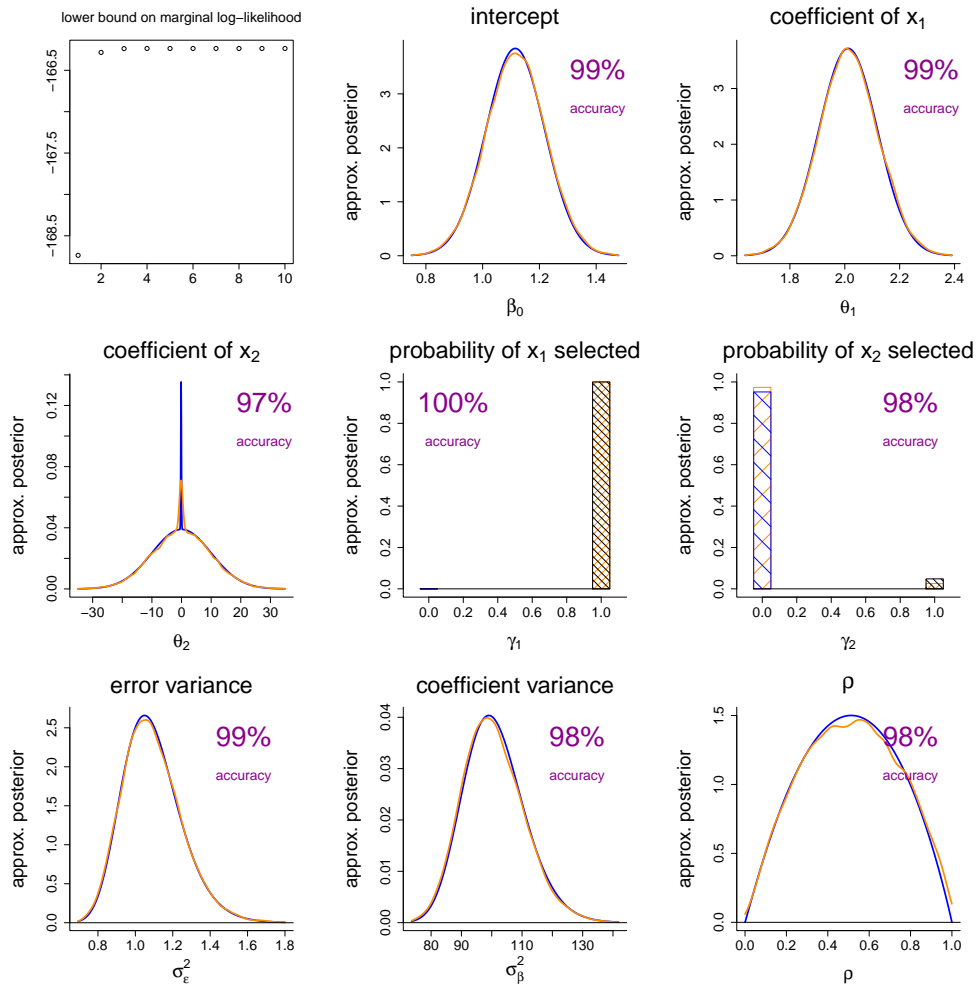 lower bound on marginal log−likelihood
−166.5
−167.5
−168.5
2 4 6 8 10
intercept
99%
accuracy
approx. posterior
0 1 2 3
0.8 1.0 1.2 1.4
β₀
coefficient of x₁
99%
accuracy
approx. posterior
0 1 2 3
1.8 2.0 2.2 2.4
θ₁
coefficient of x₂
97%
accuracy
approx. posterior
0.00 0.04 0.08 0.12
−30 −10 0 10 30
θ₂
probability of x₁ selected
100%
accuracy
approx. posterior
0.0 0.2 0.4 0.6 0.8 1.0
0.0 0.2 0.4 0.6 0.8 1.0
γ₁
probability of x₂ selected
98%
accuracy
approx. posterior
0.0 0.2 0.4 0.6 0.8 1.0
0.0 0.2 0.4 0.6 0.8 1.0
γ₂
error variance
99%
accuracy
approx. posterior
0.0 0.5 1.0 1.5 2.0 2.5
0.8 1.0 1.2 1.4 1.6 1.8
σ²ε
coefficient variance
98%
accuracy
approx. posterior
0.00 0.01 0.02 0.03 0.04
80 90 110 130
σ²β
ρ
98%
accuracy
approx. posterior
0.0 0.5 1.0 1.5
0.0 0.2 0.4 0.6 0.8 1.0
ρ